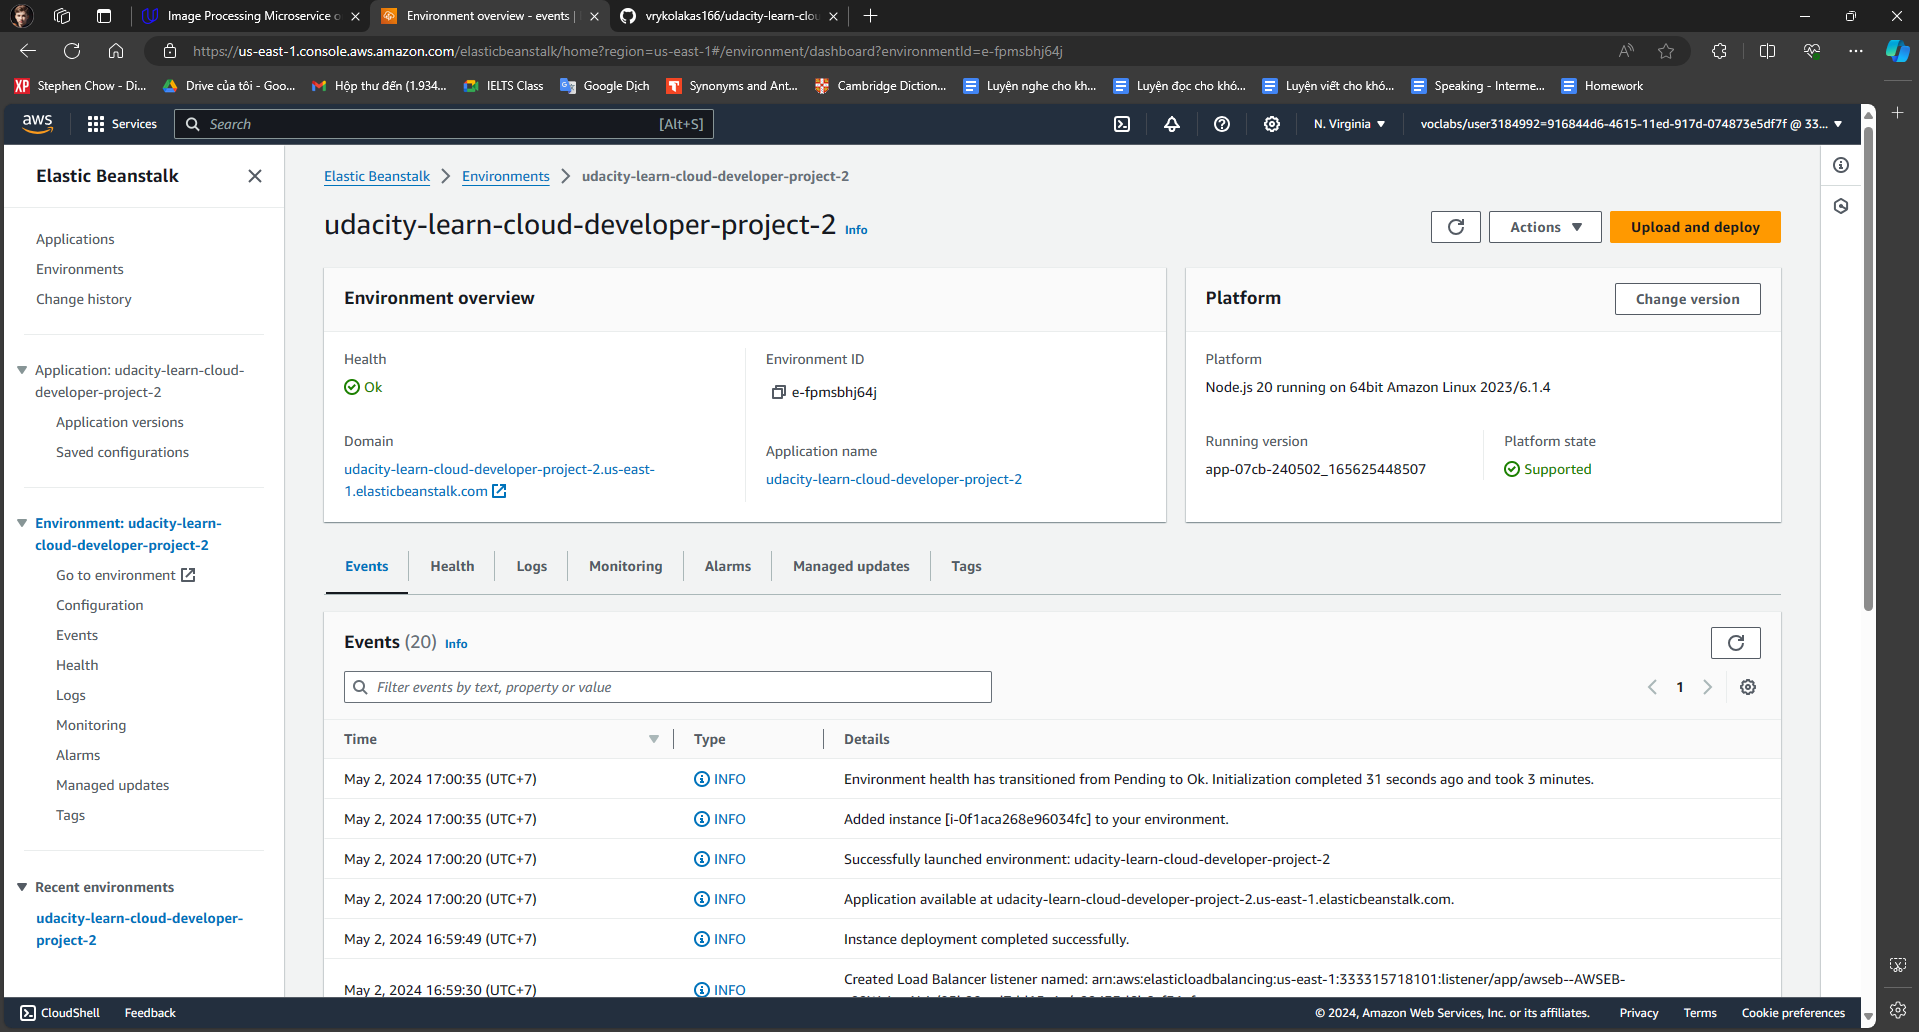 Image Processing Microservice o
Environment overview - events |
vrykolakas166/udacity-learn-clou
https://us-east-1.console.aws.amazon.com/elasticbeanstalk/home?region=us-east-1#/environment/dashboard?environmentId=e-fpmsbhj64j
XP Stephen Chow - Di...
Drive của tôi - Goo...
Hộp thư đến (1.934...
IELTS Class
Google Dịch
Synonyms and Ant...
Cambridge Diction...
Luyện nghe cho kh...
Luyện đọc cho khó...
Luyện viết cho khó...
Speaking - Interme...
Homework
aws
Services
Search [Alt+S]
N. Virginia
voclabs/user3184992=916844d6-4615-11ed-917d-074873e5df7f @ 33...
Elastic Beanstalk
Applications
Environments
Change history
Application: udacity-learn-cloud-
developer-project-2
Application versions
Saved configurations
Environment: udacity-learn-
cloud-developer-project-2
Go to environment
Configuration
Events
Health
Logs
Monitoring
Alarms
Managed updates
Tags
Recent environments
udacity-learn-cloud-developer-
project-2
Elastic Beanstalk > Environments > udacity-learn-cloud-developer-project-2
udacity-learn-cloud-developer-project-2 Info
Actions
Upload and deploy
Environment overview
Health
Ok
Environment ID
e-fpmsbhj64j
Domain
udacity-learn-cloud-developer-project-2.us-east-
1.elasticbeanstalk.com
Application name
udacity-learn-cloud-developer-project-2
Platform
Change version
Platform
Node.js 20 running on 64bit Amazon Linux 2023/6.1.4
Running version
app-07cb-240502_165625448507
Platform state
Supported
Events
Health
Logs
Monitoring
Alarms
Managed updates
Tags
Events (20) Info
Filter events by text, property or value
1
Time Type Details
May 2, 2024 17:00:35 (UTC+7) INFO Environment health has transitioned from Pending to Ok. Initialization completed 31 seconds ago and took 3 minutes.
May 2, 2024 17:00:35 (UTC+7) INFO Added instance [i-0f1aca268e96034fc] to your environment.
May 2, 2024 17:00:20 (UTC+7) INFO Successfully launched environment: udacity-learn-cloud-developer-project-2
May 2, 2024 17:00:20 (UTC+7) INFO Application available at udacity-learn-cloud-developer-project-2.us-east-1.elasticbeanstalk.com.
May 2, 2024 16:59:49 (UTC+7) INFO Instance deployment completed successfully.
May 2, 2024 16:59:30 (UTC+7) INFO Created Load Balancer listener named: arn:aws:elasticloadbalancing:us-east-1:333315718101:listener/app/awseb--AWSEB-
CloudShell
Feedback
© 2024, Amazon Web Services, Inc. or its affiliates.
Privacy
Terms
Cookie preferences